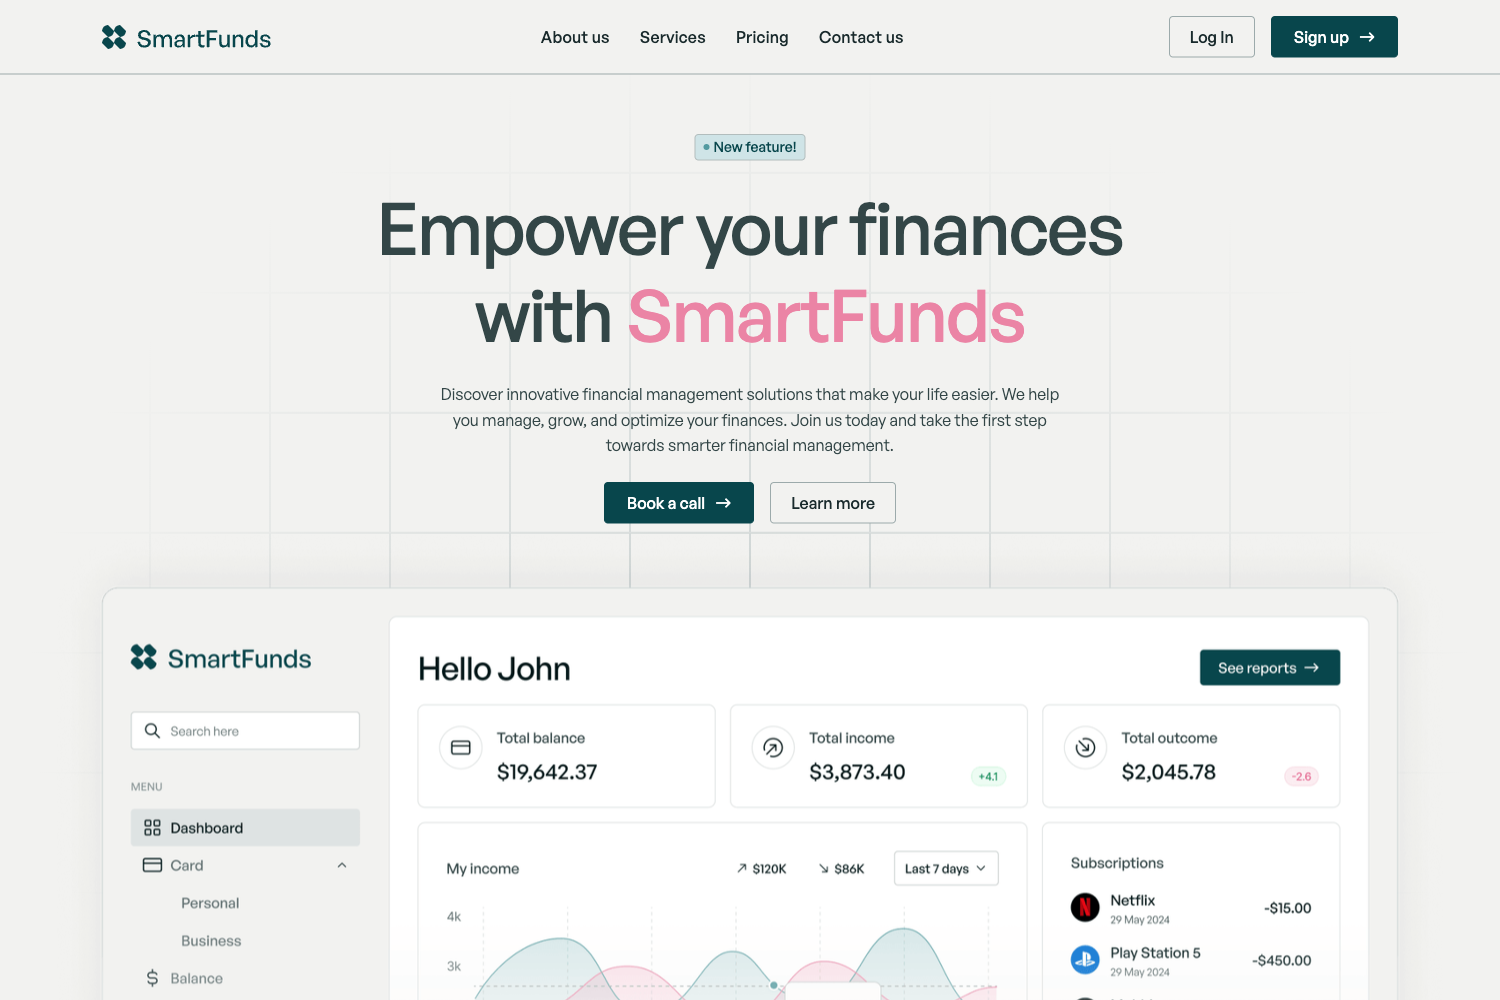 SmartFunds
About us
Services
Pricing
Contact us
Log In
Sign up
New feature!
Empower your finances
with SmartFunds
Discover innovative financial management solutions that make your life easier. We help
you manage, grow, and optimize your finances. Join us today and take the first step
towards smarter financial management.
Book a call
Learn more
SmartFunds
Search here
MENU
Dashboard
Card
Personal
Business
Balance
Hello John
See reports
Total balance
$19,642.37
Total income
$3,873.40
+4.1
Total outcome
$2,045.78
-2.6
My income
$120K
$86K
Last 7 days
4k
3k
Subscriptions
Netflix
29 May 2024
-$15.00
Play Station 5
29 May 2024
-$450.00